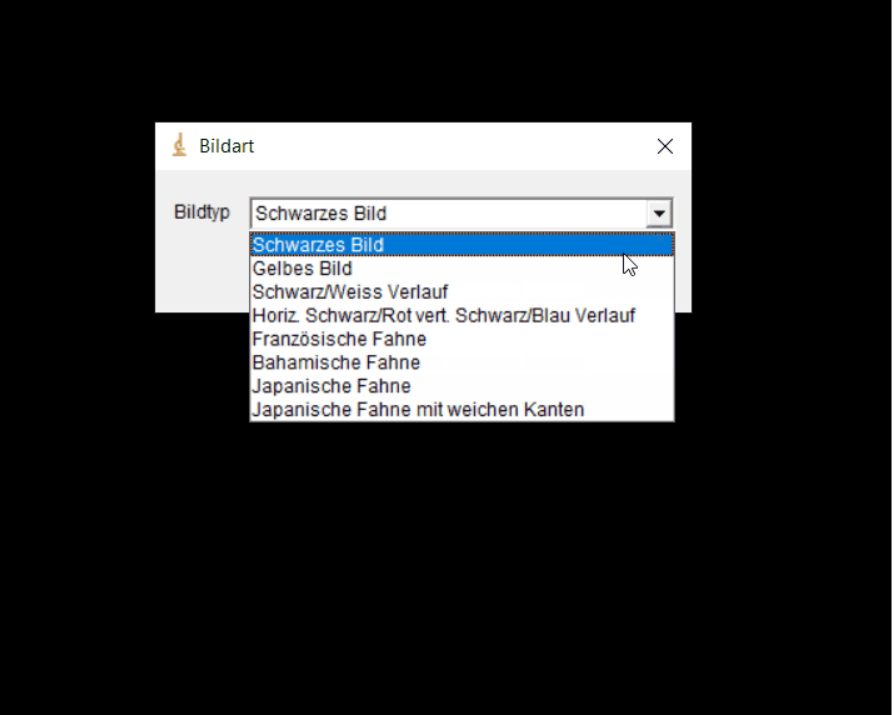 Bildart
Bildtyp Schwarzes Bild
Schwarzes Bild
Gelbes Bild
Schwarz/Weiss Verlauf
Horiz. Schwarz/Rot vert. Schwarz/Blau Verlauf
Französische Fahne
Bahamische Fahne
Japanische Fahne
Japanische Fahne mit weichen Kanten